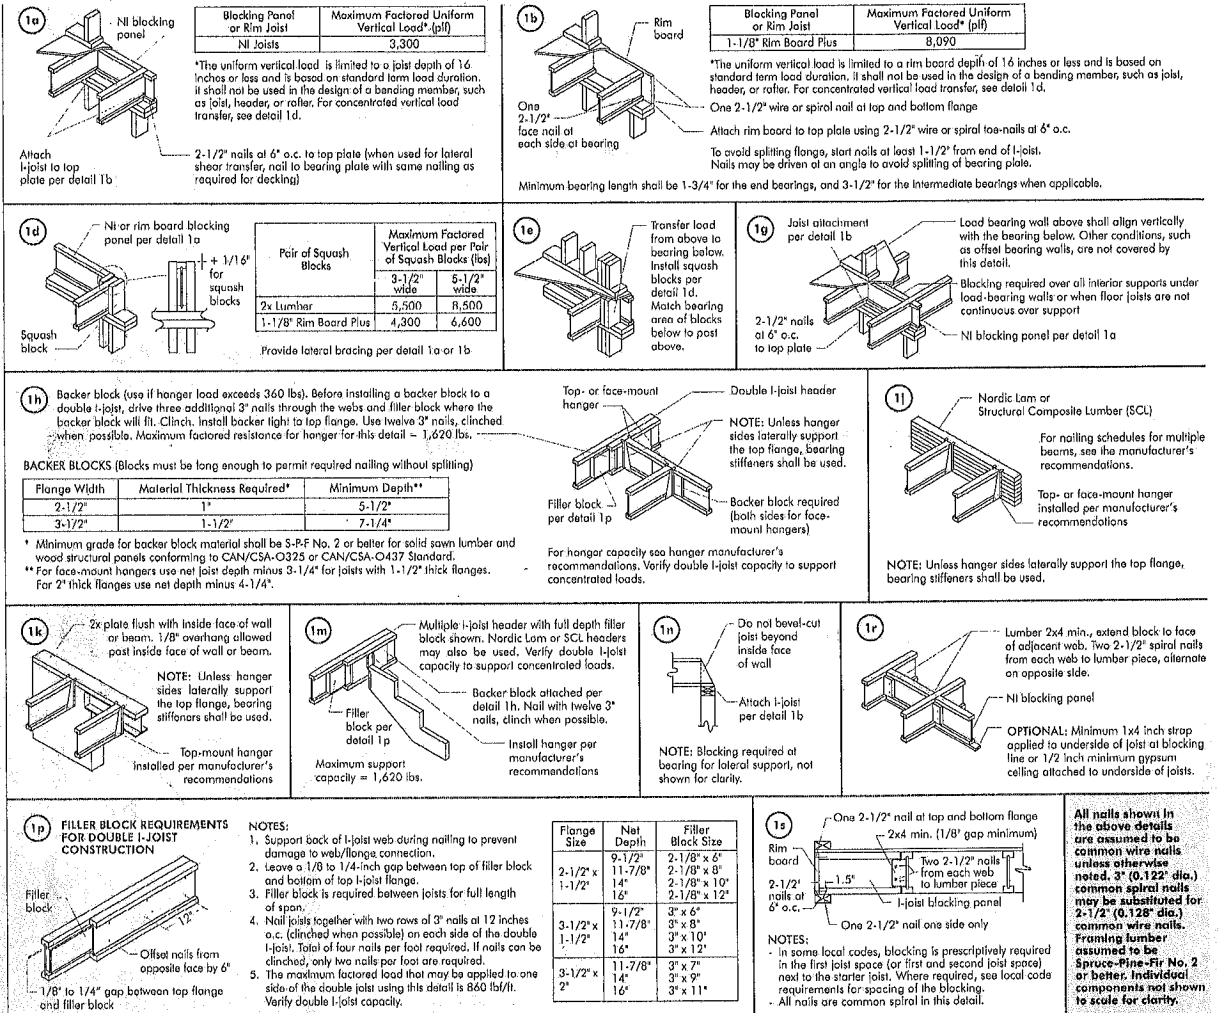 1a
NI blocking
panel
Blocking Panel
or Rim Joist
Maximum Factored Uniform
Vertical Load* (plf)
NI Joists
3,300
*The uniform vertical load is limited to a joist depth of 16
inches or less and is based on standard term load duration.
It shall not be used in the design of a bending member, such
as joist, header, or rafter. For concentrated vertical load
transfer, see detail 1d.
Attach
I-joist to top
plate per detail 1b
2-1/2" nails at 6" o.c. to top plate (when used for lateral
shear transfer, nail to bearing plate with same nailing as
required for decking)
1b
Rim
board
Blocking Panel
or Rim Joist
Maximum Factored Uniform
Vertical Load* (plf)
1-1/8" Rim Board Plus
8,090
*The uniform vertical load is limited to a rim board depth of 16 inches or less and is based on
standard term load duration. It shall not be used in the design of a bending member, such as joist,
header, or rafter. For concentrated vertical load transfer, see detail 1d.
One
2-1/2"
face nail at
each side at bearing
One 2-1/2" wire or spiral nail at top and bottom flange
Attach rim board to top plate using 2-1/2" wire or spiral toe-nails at 6" o.c.
To avoid splitting flange, start nails at least 1-1/2" from end of I-joist.
Nails may be driven at an angle to avoid splitting of bearing plate.
Minimum bearing length shall be 1-3/4" for the end bearings, and 3-1/2" for the intermediate bearings when applicable.
1d
NI or rim board blocking
panel per detail 1a
+ 1/16"
for
squash
blocks
Squash
block
Pair of Squash
Blocks
Maximum Factored
Vertical Load per Pair
of Squash Blocks (lbs)
3-1/2"
wide
5-1/2"
wide
2x Lumber
5,500
8,500
1-1/8" Rim Board Plus
4,300
6,600
Provide lateral bracing per detail 1a or 1b
1e
Transfer load
from above to
bearing below.
Install squash
blocks per
detail 1d.
Match bearing
area of blocks
below to post
above.
1g
Joist attachment
per detail 1b
Load bearing wall above shall align vertically
with the bearing below. Other conditions, such
as offset bearing walls, are not covered by
this detail.
Blocking required over all interior supports under
load-bearing walls or when floor joists are not
continuous over support
2-1/2" nails
at 6" o.c.
to top plate
NI blocking panel per detail 1a
1h
Backer block (use if hanger load exceeds 360 lbs). Before installing a backer block to a
double I-joist, drive three additional 3" nails through the webs and filler block where the
backer block will fit. Clinch. Install backer tight to top flange. Use twelve 3" nails, clinched
when possible. Maximum factored resistance for hanger for this detail = 1,620 lbs.
BACKER BLOCKS (Blocks must be long enough to permit required nailing without splitting)
Flange Width
Material Thickness Required*
Minimum Depth**
2-1/2"
1"
5-1/2"
3-1/2"
1-1/2"
7-1/4"
* Minimum grade for backer block material shall be S-P-F No. 2 or better for solid sawn lumber and
wood structural panels conforming to CAN/CSA-O325 or CAN/CSA-O437 Standard.
** For face-mount hangers use net joist depth minus 3-1/4" for joists with 1-1/2" thick flanges.
For 2" thick flanges use net depth minus 4-1/4".
Top- or face-mount
hanger
Double I-joist header
NOTE: Unless hanger
sides laterally support
the top flange, bearing
stiffeners shall be used.
Filler block
per detail 1p
Backer block required
(both sides for face-
mount hangers)
For hanger capacity see hanger manufacturer's
recommendations. Verify double I-joist capacity to support
concentrated loads.
1j
Nordic Lam or
Structural Composite Lumber (SCL)
For nailing schedules for multiple
beams, see the manufacturer's
recommendations.
Top- or face-mount hanger
installed per manufacturer's
recommendations
NOTE: Unless hanger sides laterally support the top flange,
bearing stiffeners shall be used.
1k
2x plate flush with inside face of wall
or beam. 1/8" overhang allowed
past inside face of wall or beam.
NOTE: Unless hanger
sides laterally support
the top flange, bearing
stiffeners shall be used.
Top-mount hanger
installed per manufacturer's
recommendations
1m
Multiple I-joist header with full depth filler
block shown. Nordic Lam or SCL headers
may also be used. Verify double I-joist
capacity to support concentrated loads.
Backer block attached per
detail 1h. Nail with twelve 3"
nails, clinch when possible.
Filler
block per
detail 1p
Install hanger per
manufacturer's
recommendations
Maximum support
capacity = 1,620 lbs.
1n
Do not bevel-cut
joist beyond
inside face
of wall
Attach I-joist
per detail 1b
NOTE: Blocking required at
bearing for lateral support, not
shown for clarity.
1r
Lumber 2x4 min., extend block to face
of adjacent web. Two 2-1/2" spiral nails
from each web to lumber piece, alternate
on opposite side.
NI blocking panel
OPTIONAL: Minimum 1x4 inch strap
applied to underside of joist at blocking
line or 1/2 inch minimum gypsum
ceiling attached to underside of joists.
1p
FILLER BLOCK REQUIREMENTS
FOR DOUBLE I-JOIST
CONSTRUCTION
Filler
block
12"
Offset nails from
opposite face by 6"
1/8" to 1/4" gap between top flange
and filler block
NOTES:
1. Support back of I-joist web during nailing to prevent
damage to web/flange connection.
2. Leave a 1/8 to 1/4-inch gap between top of filler block
and bottom of top I-joist flange.
3. Filler block is required between joists for full length
of span.
4. Nail joists together with two rows of 3" nails at 12 inches
o.c. (clinched when possible) on each side of the double
I-joist. Total of four nails per foot required. If nails can be
clinched, only two nails per foot are required.
5. The maximum factored load that may be applied to one
side of the double joist using this detail is 860 lbf/ft.
Verify double I-joist capacity.
Flange
Size
Net
Depth
Filler
Block Size
2-1/2" x
1-1/2"
9-1/2"
11-7/8"
14"
16"
2-1/8" x 6"
2-1/8" x 8"
2-1/8" x 10"
2-1/8" x 12"
3-1/2" x
1-1/2"
9-1/2"
11-7/8"
14"
16"
3" x 6"
3" x 8"
3" x 10"
3" x 12"
3-1/2" x
2"
11-7/8"
14"
16"
3" x 7"
3" x 9"
3" x 11"
1s
One 2-1/2" nail at top and bottom flange
2x4 min. (1/8" gap minimum)
Rim
board
Two 2-1/2" nails
from each web
to lumber piece
1.5"
2-1/2"
nails at
6" o.c.
I-joist blocking panel
One 2-1/2" nail one side only
NOTES:
- In some local codes, blocking is prescriptively required
in the first joist space (or first and second joist space)
next to the starter joist. Where required, see local code
requirements for spacing of the blocking.
- All nails are common spiral in this detail.
All nails shown in
the above details
are assumed to be
common wire nails
unless otherwise
noted. 3" (0.122" dia.)
common spiral nails
may be substituted for
2-1/2" (0.128" dia.)
common wire nails.
Framing lumber
assumed to be
Spruce-Pine-Fir No. 2
or better. Individual
components not shown
to scale for clarity.